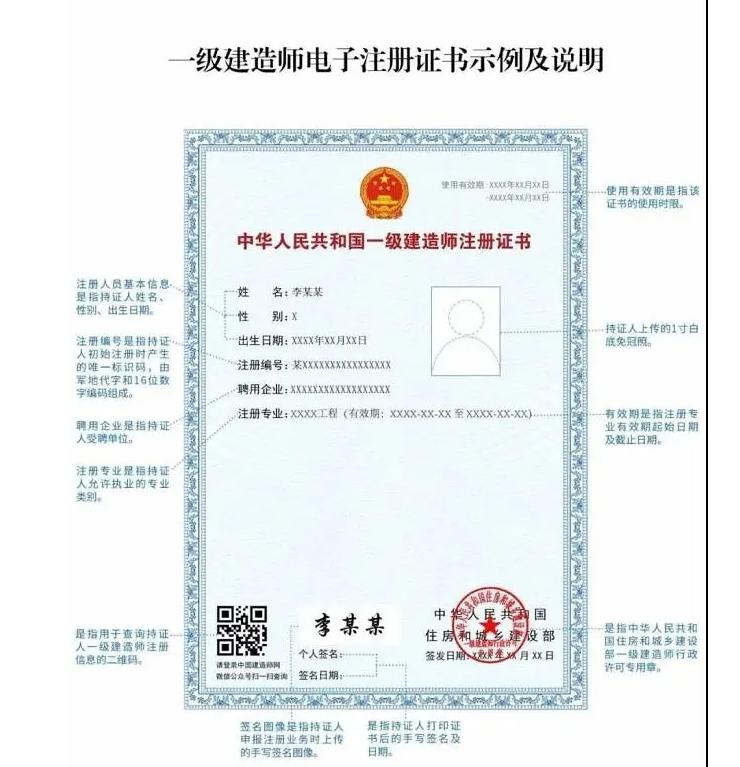 一级建造师电子注册证书示例及说明
使用有效期:XXXX年XX月XX日
-XXXX年XX月XX日
使用有效期是指该
证书的使用时限。
中华人民共和国一级建造师注册证书
注册人员基本信息
是指持证人姓名、
性别、出生日期。
姓 名:李某某
性 别:X
出生日期:XXXX年XX月XX日
注册编号:某XXXXXXXXXXXXXXXX
聘用企业:XXXXXXXXXXXXXXXXXX
注册专业:XXXX工程(有效期: XXXX-XX-XX 至 XXXX-XX-XX)
持证人上传的1寸白
底免冠照。
注册编号是指持证
人初始注册时产生
的唯一标识码,由
军地代字和16位数
字编码组成。
聘用企业是指持证
人受聘单位。
有效期是指注册专
业有效期起始日期
及截止日期。
注册专业是指持证
人允许执业的专业
类别。
是指用于查询持证
人一级建造师注册
信息的二维码。
请登录中国建造师网
微信公众号扫一扫查询
李某某
个人签名:
签名日期:
中华人民共和国
住房和城乡建设部
签发日期:XXXX年XX月XX日
是指中华人民共和
国住房和城乡建设
部一级建造师行政
许可专用章。
签名图像是指持证人
申报注册业务时上传
的手写签名图像。
是指持证人打印证
书后的手写签名及
日期。